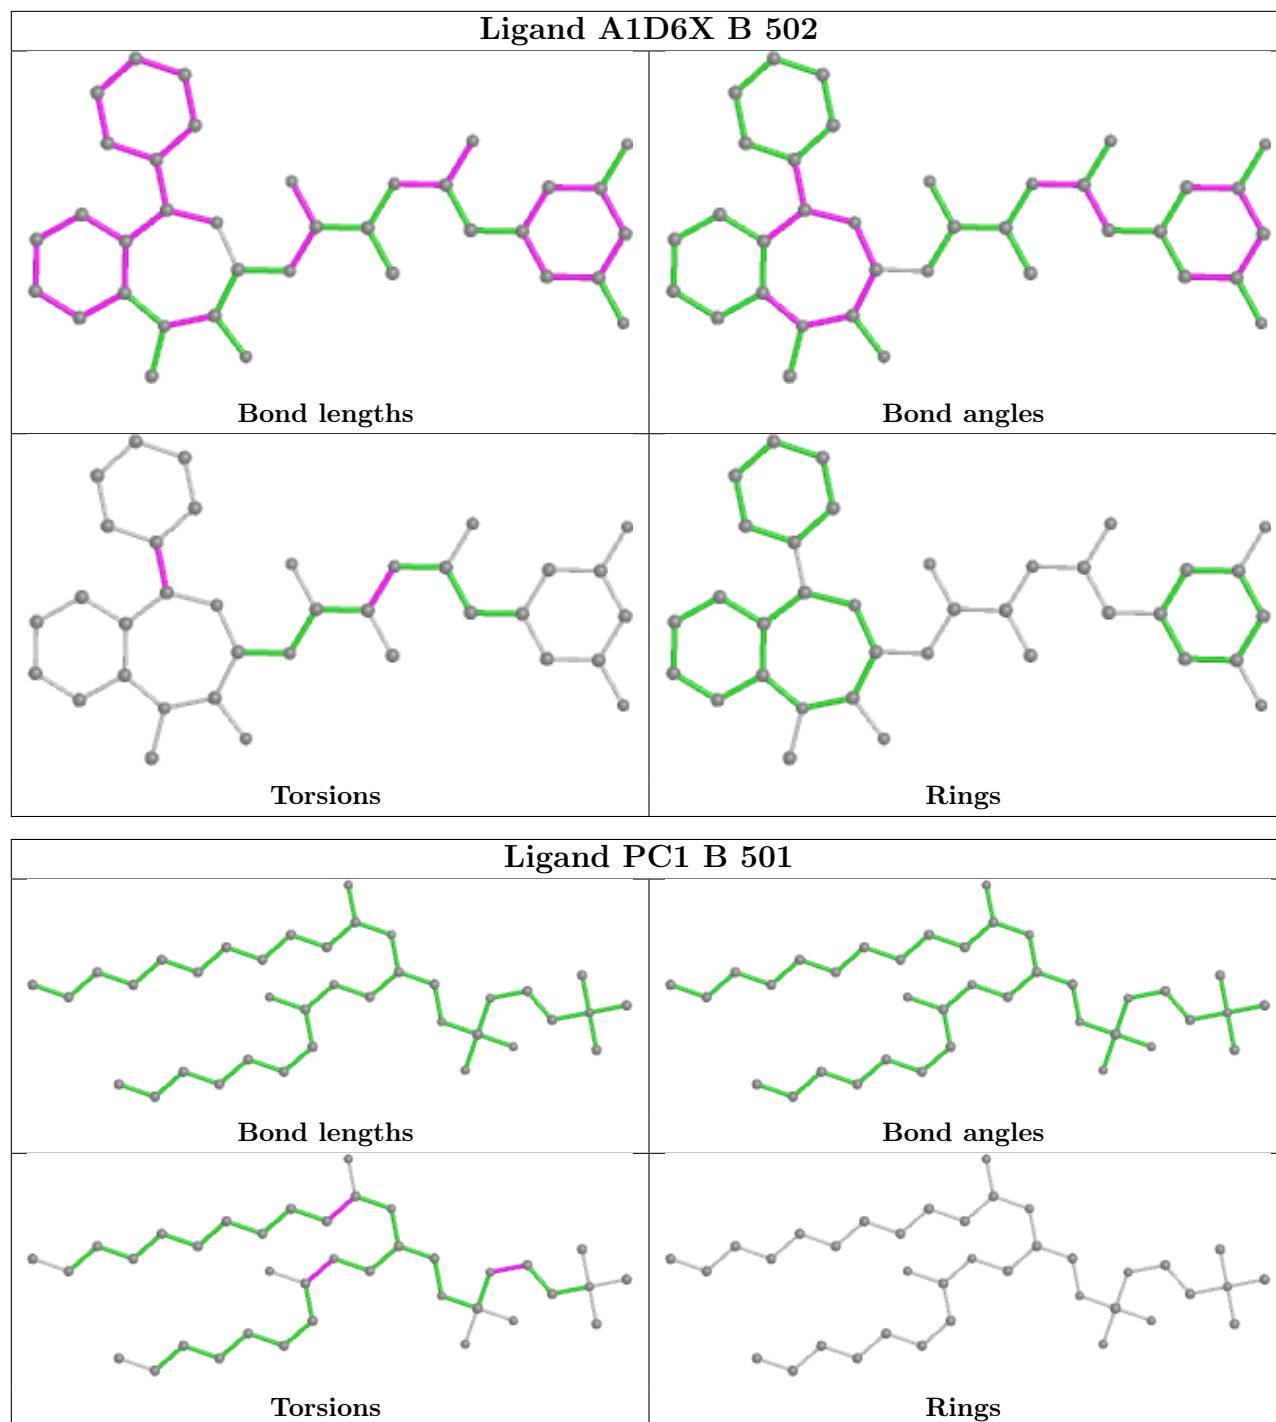 Ligand A1D6X B 502
Bond lengths
Bond angles
Torsions
Rings
Ligand PC1 B 501
Bond lengths
Bond angles
Torsions
Rings